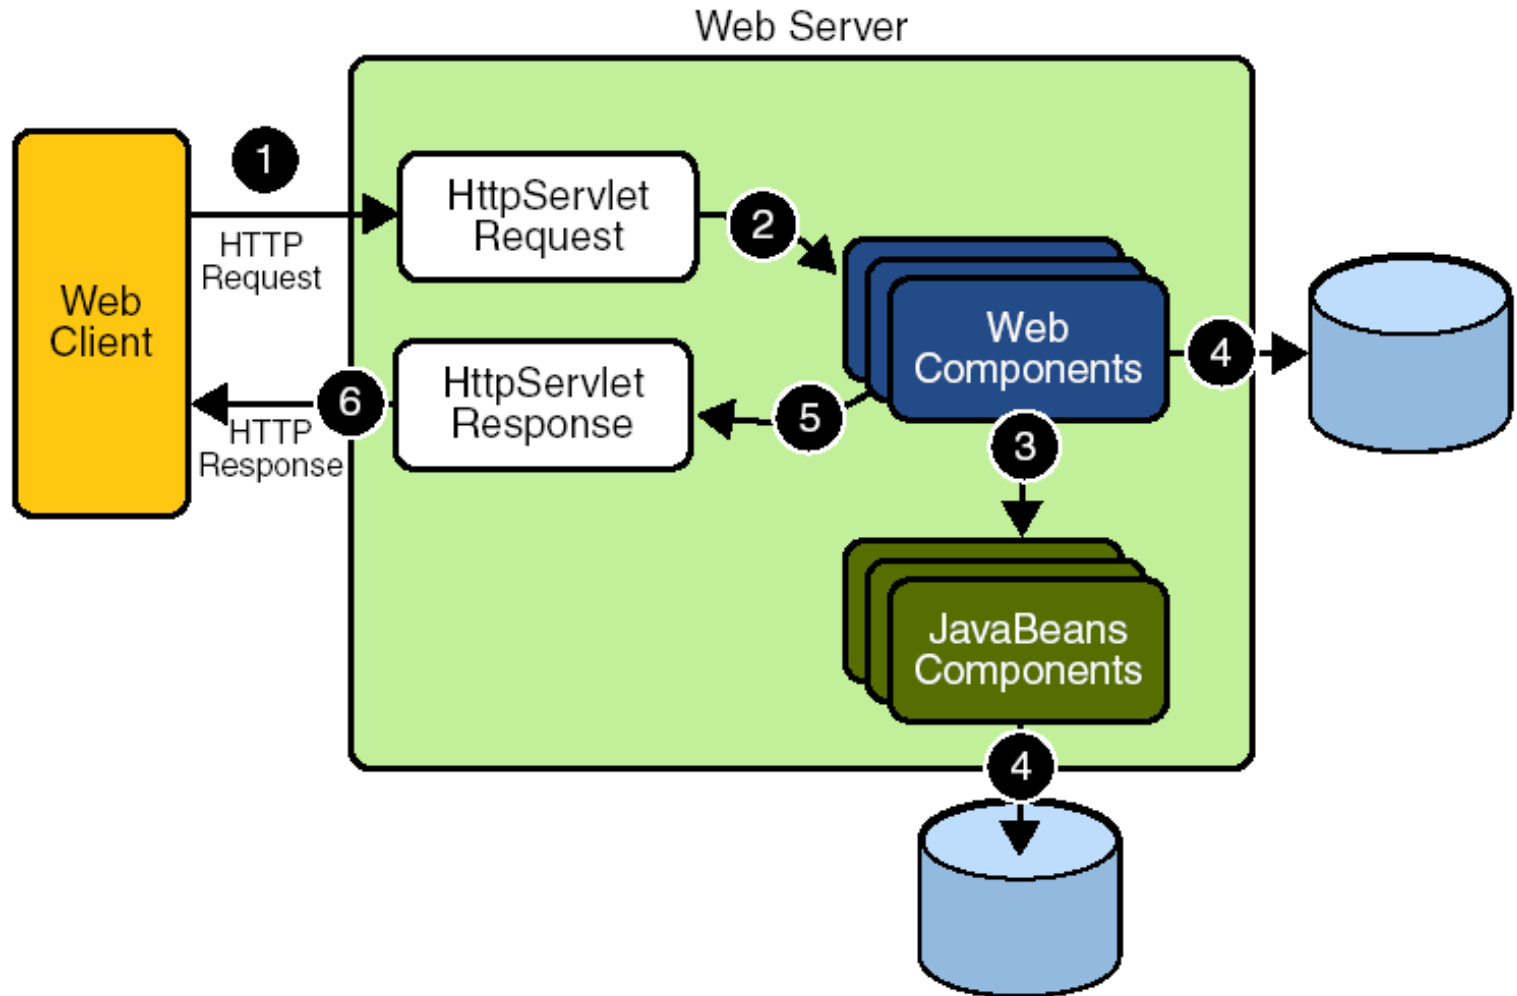 Web Server
1
HttpServlet
Request
2
HTTP
Request
Web
Client
Web
Components
4
HttpServlet
Response
5
6
HTTP
Response
3
JavaBeans
Components
4